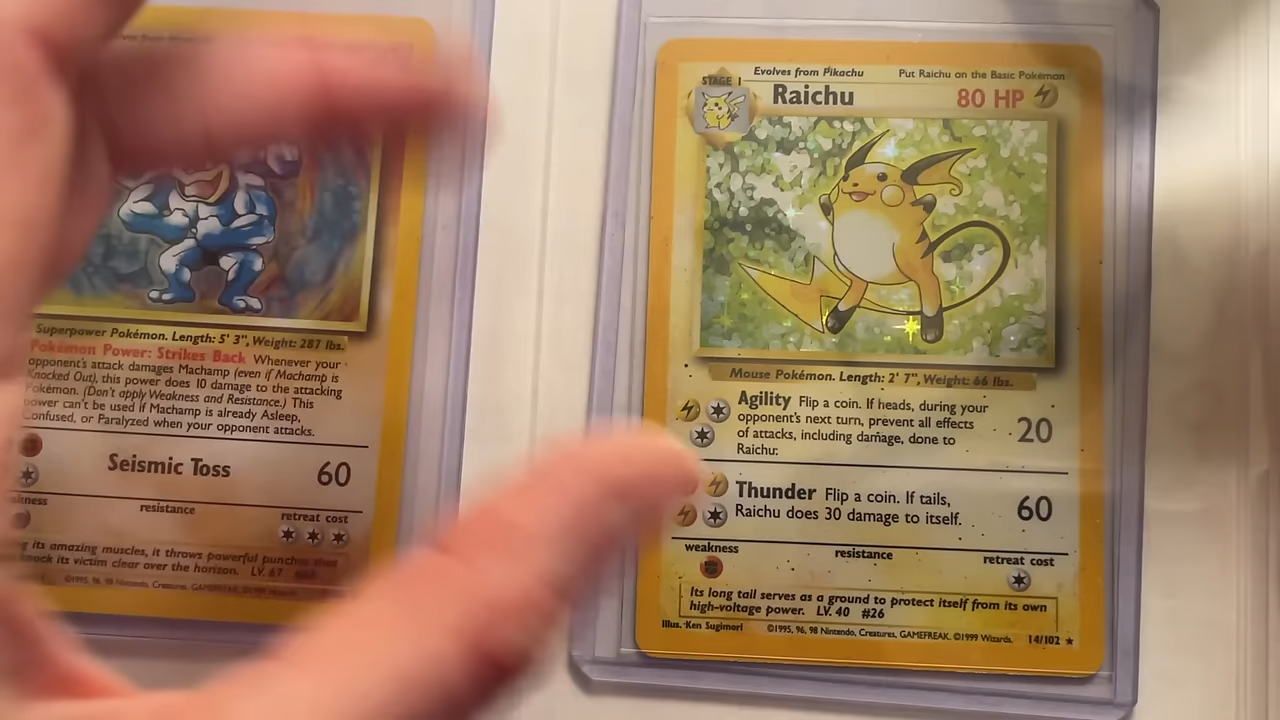 Superpower Pokémon. Length: 5' 3", Weight: 287 lbs.
Pokémon Power: Strikes Back Whenever your
opponent's attack damages Machamp (even if Machamp is
Knocked Out), this power does 10 damage to the attacking
Pokémon. (Don't apply Weakness and Resistance.) This
power can't be used if Machamp is already Asleep,
Confused, or Paralyzed when your opponent attacks.
Seismic Toss 60
resistance retreat cost
its amazing muscles, it throws powerful punches that
knock its victim clear over the horizon. LV. 67
©1995, 96, 98 Nintendo, Creatures, GAMEFREAK. ©1999
Evolves from Pikachu Put Raichu on the Basic Pokémon
STAGE 1
Raichu 80 HP
Mouse Pokémon. Length: 2' 7", Weight: 66 lbs.
Agility Flip a coin. If heads, during your
opponent's next turn, prevent all effects
of attacks, including damage, done to
Raichu.
20
Thunder Flip a coin. If tails,
Raichu does 30 damage to itself.
60
weakness resistance retreat cost
Its long tail serves as a ground to protect itself from its own
high-voltage power. LV. 40 #26
Illus. Ken Sugimori ©1995, 96, 98 Nintendo, Creatures, GAMEFREAK. ©1999 Wizards. 14/102